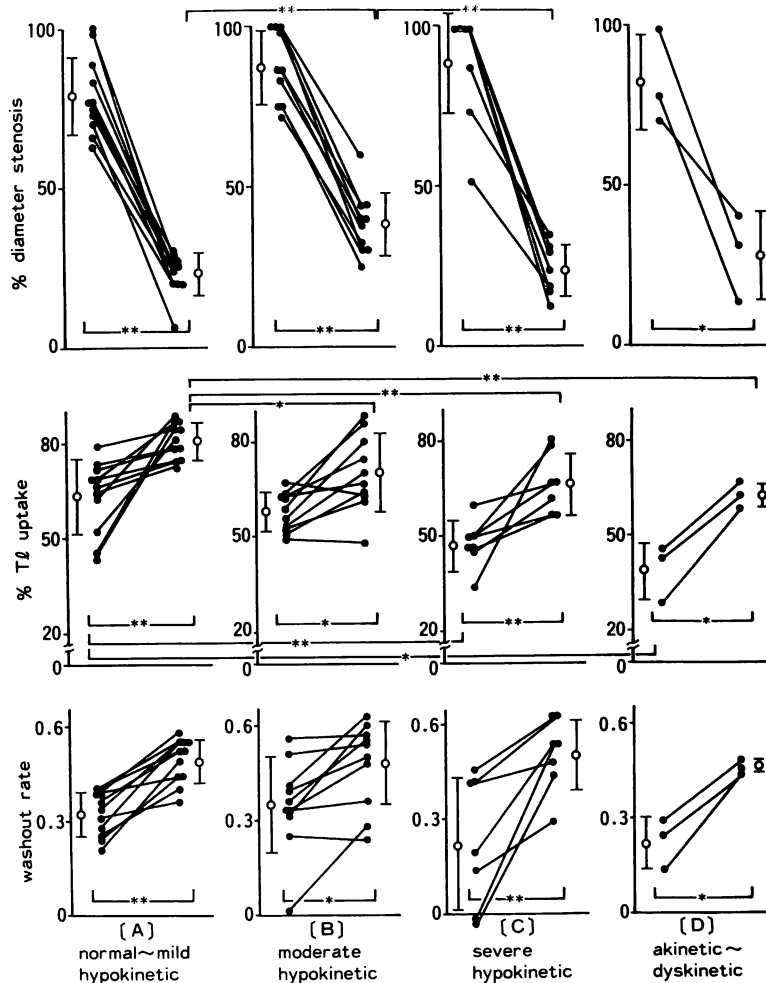 ** **
100 100 100 100
50 50 50 50
0 0 0 0
% diameter stenosis
** ** ** *
**
**
*
80 80 80 80
50 50 50 50
20 20 20 20
0 0 0 0
% Tℓ uptake
** * ** *
**
*
0.6 0.6 0.6 0.6
0.3 0.3 0.3 0.3
0 0 0 0
washout rate
** * ** *
[A] [B] [C] [D]
normal~mild moderate severe akinetic~
hypokinetic hypokinetic hypokinetic dyskinetic